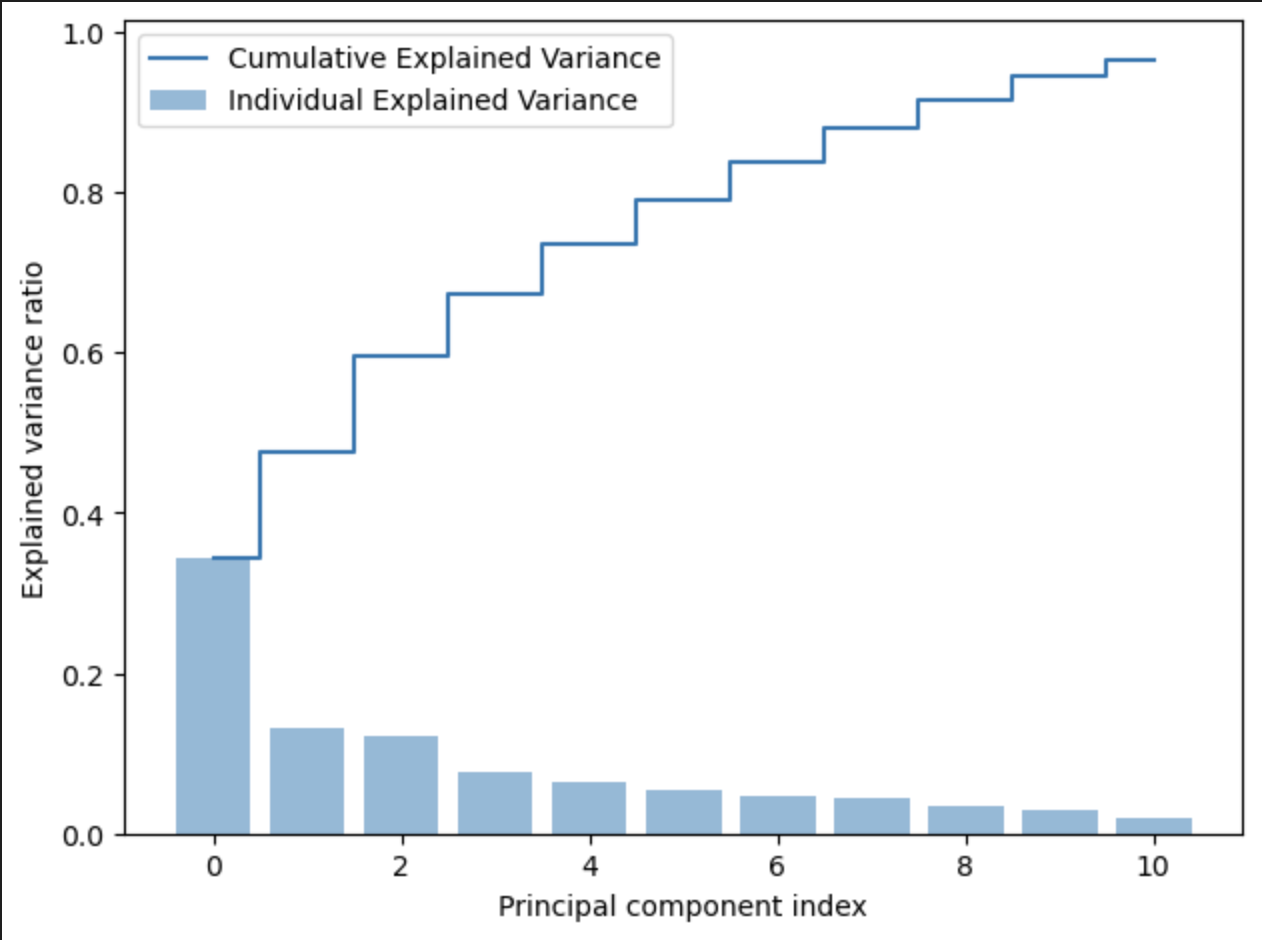 Cumulative Explained Variance
Individual Explained Variance
Explained variance ratio
1.0
0.8
0.6
0.4
0.2
0.0
0 2 4 6 8 10
Principal component index